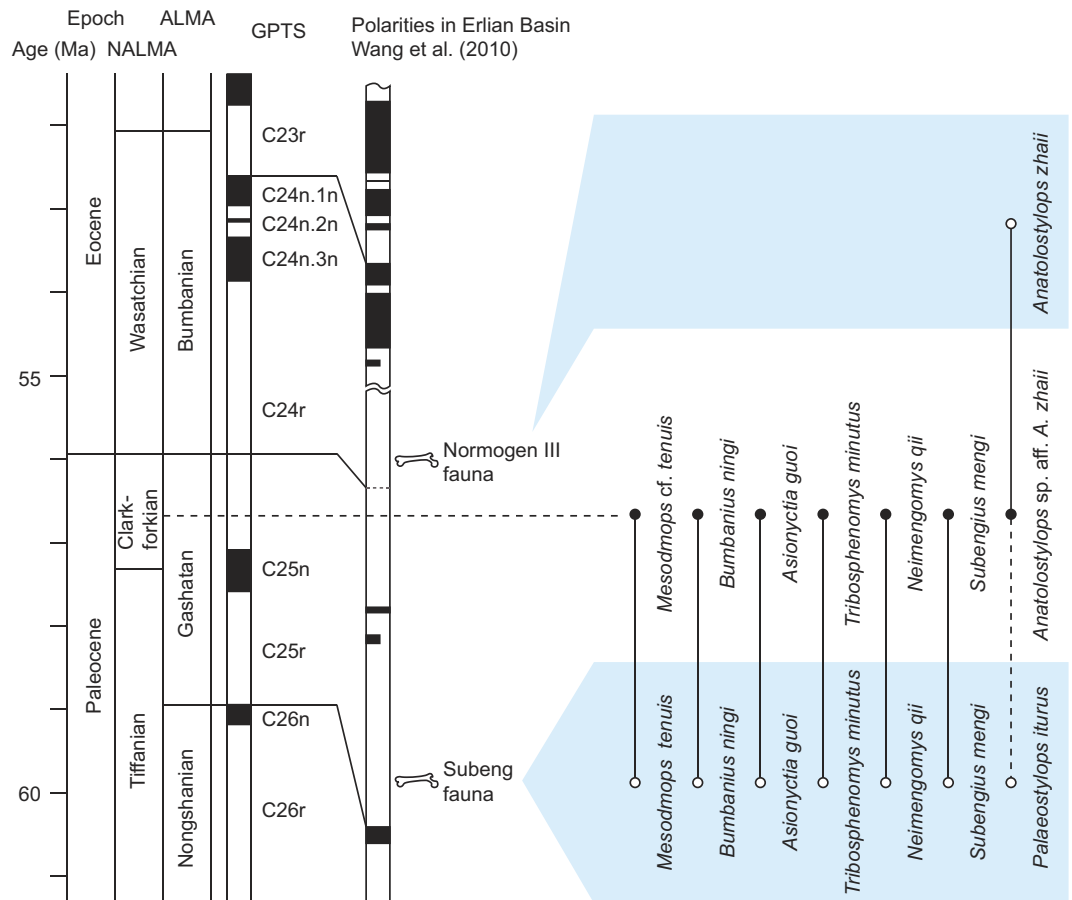 Epoch
ALMA
Age (Ma)
NALMA
GPTS
Polarities in Erlian Basin
Wang et al. (2010)
Eocene
Paleocene
Wasatchian
Clark-
forkian
Tiffanian
Bumbanian
Gashatan
Nongshanian
55
60
C23r
C24n.1n
C24n.2n
C24n.3n
C24r
C25n
C25r
C26n
C26r
Normogen III
fauna
Subeng
fauna
Anatolostylops zhaii
Mesodmops cf. tenuis
Bumbanius ningi
Asionyctia guoi
Tribosphenomys minutus
Neimengomys qii
Subengius mengi
Anatolostylops sp. aff. A. zhaii
Mesodmops tenuis
Bumbanius ningi
Asionyctia guoi
Tribosphenomys minutus
Neimengomys qii
Subengius mengi
Palaeostylops iturus